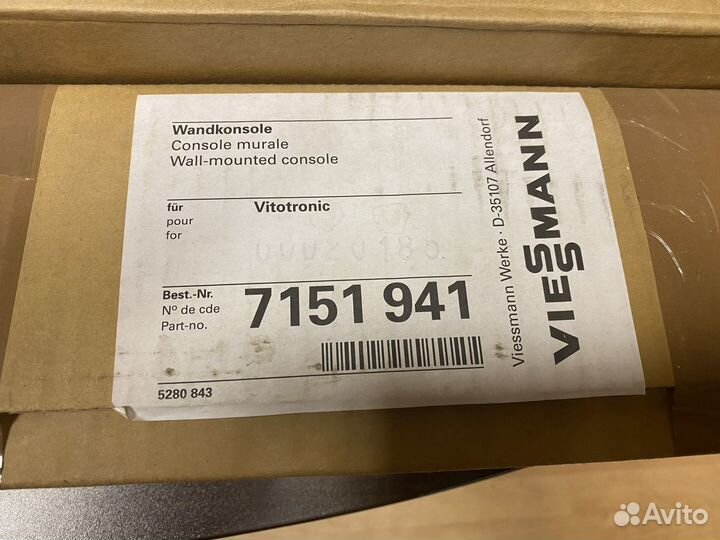 Wandkonsole
Console murale
Wall-mounted console
für Vitotronic
pour
for
Best.-Nr.
Nº de cde
Part-no.
7151 941
5280 843
Viessmann Werke · D-35107 Allendorf
VIESSMANN
Avito